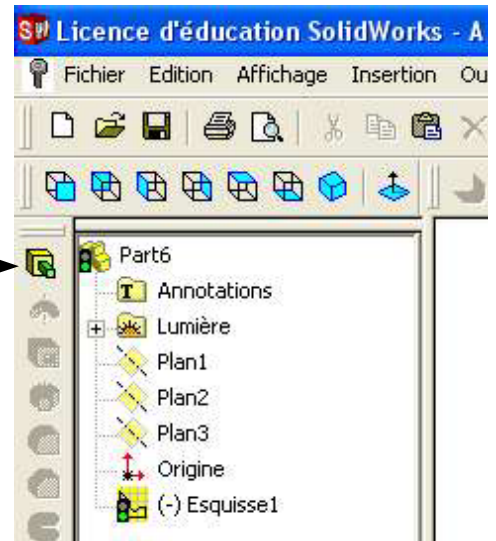 Licence d'éducation SolidWorks - A
Fichier Edition Affichage Insertion Ou
Part6
Annotations
Lumière
Plan1
Plan2
Plan3
Origine
(-) Esquisse1